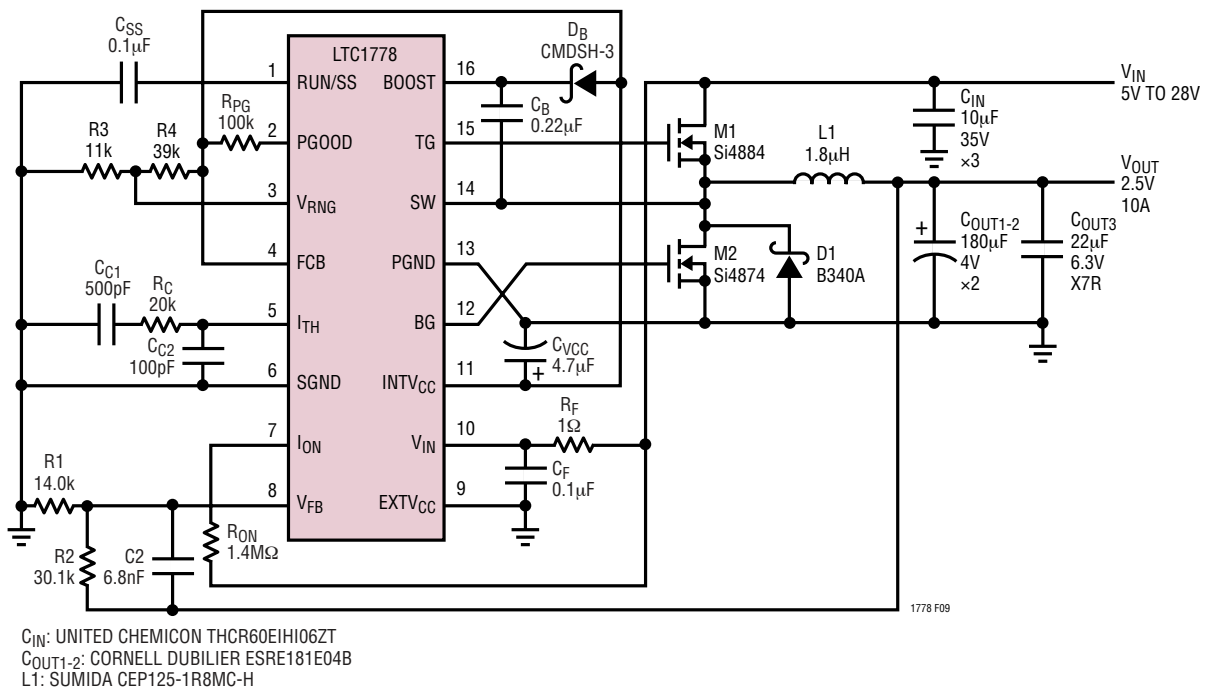 CSS
0.1µF
DB
CMDSH-3
LTC1778
1
RUN/SS
BOOST
16
VIN
5V TO 28V
RPG
100k
CB
0.22µF
CIN
10µF
35V
×3
R3
11k
R4
39k
2
PGOOD
TG
15
M1
Si4884
L1
1.8µH
VOUT
2.5V
10A
3
VRNG
SW
14
4
FCB
PGND
13
M2
Si4874
D1
B340A
+
COUT1-2
180µF
4V
×2
COUT3
22µF
6.3V
X7R
CC1
500pF
RC
20k
5
ITH
BG
12
CC2
100pF
CVCC
4.7µF
+
6
SGND
INTVCC
11
RF
1Ω
7
ION
VIN
10
CF
0.1µF
R1
14.0k
8
VFB
EXTVCC
9
RON
1.4MΩ
R2
30.1k
C2
6.8nF
1778 F09
CIN: UNITED CHEMICON THCR60EIHI06ZT
COUT1-2: CORNELL DUBILIER ESRE181E04B
L1: SUMIDA CEP125-1R8MC-H